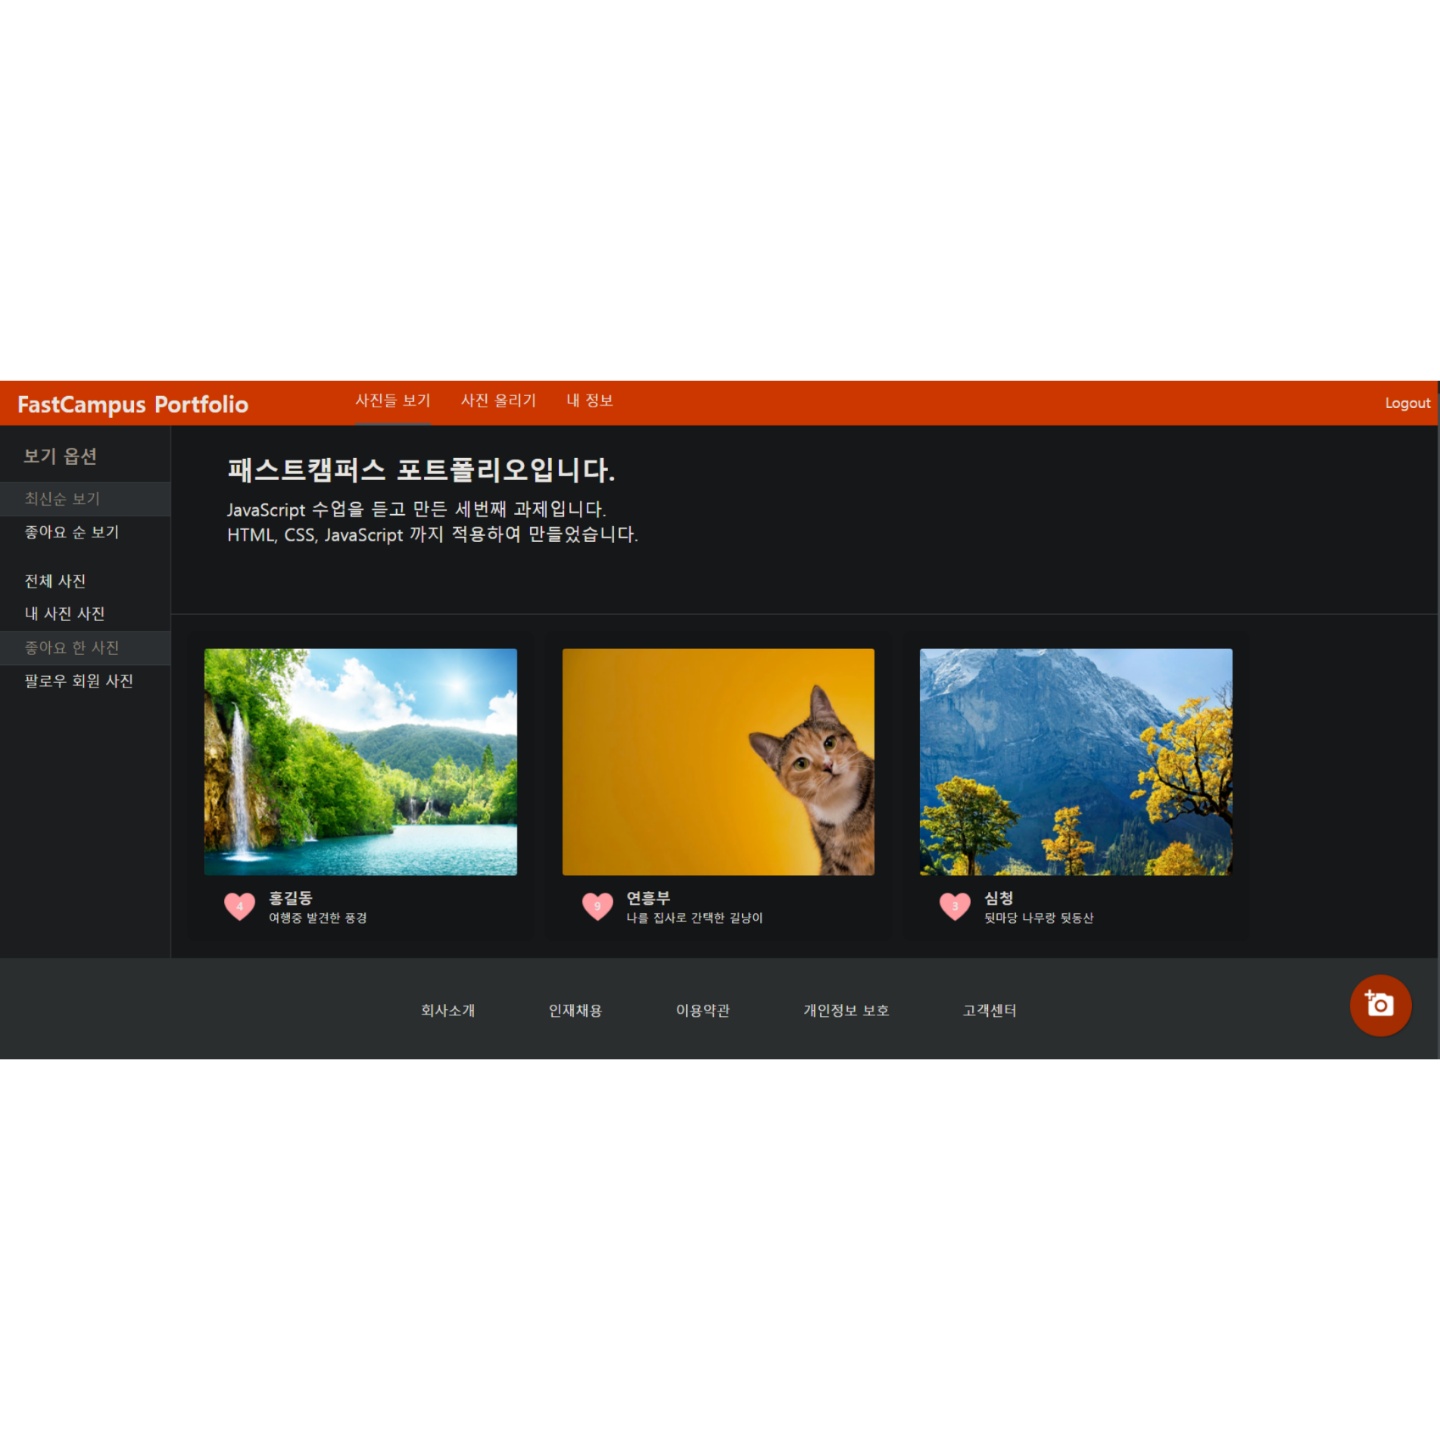 FastCampus Portfolio
사진들 보기 사진 올리기 내 정보
Logout
보기 옵션
최신순 보기
좋아요 순 보기
전체 사진
내 사진 사진
좋아요 한 사진
팔로우 회원 사진
패스트캠퍼스 포트폴리오입니다.
JavaScript 수업을 듣고 만든 세번째 과제입니다.
HTML, CSS, JavaScript 까지 적용하여 만들었습니다.
4 홍길동
여행중 발견한 풍경
9 연흥부
나를 집사로 간택한 길냥이
3 심청
뒷마당 나무랑 뒷동산
회사소개 인재채용 이용약관 개인정보 보호 고객센터